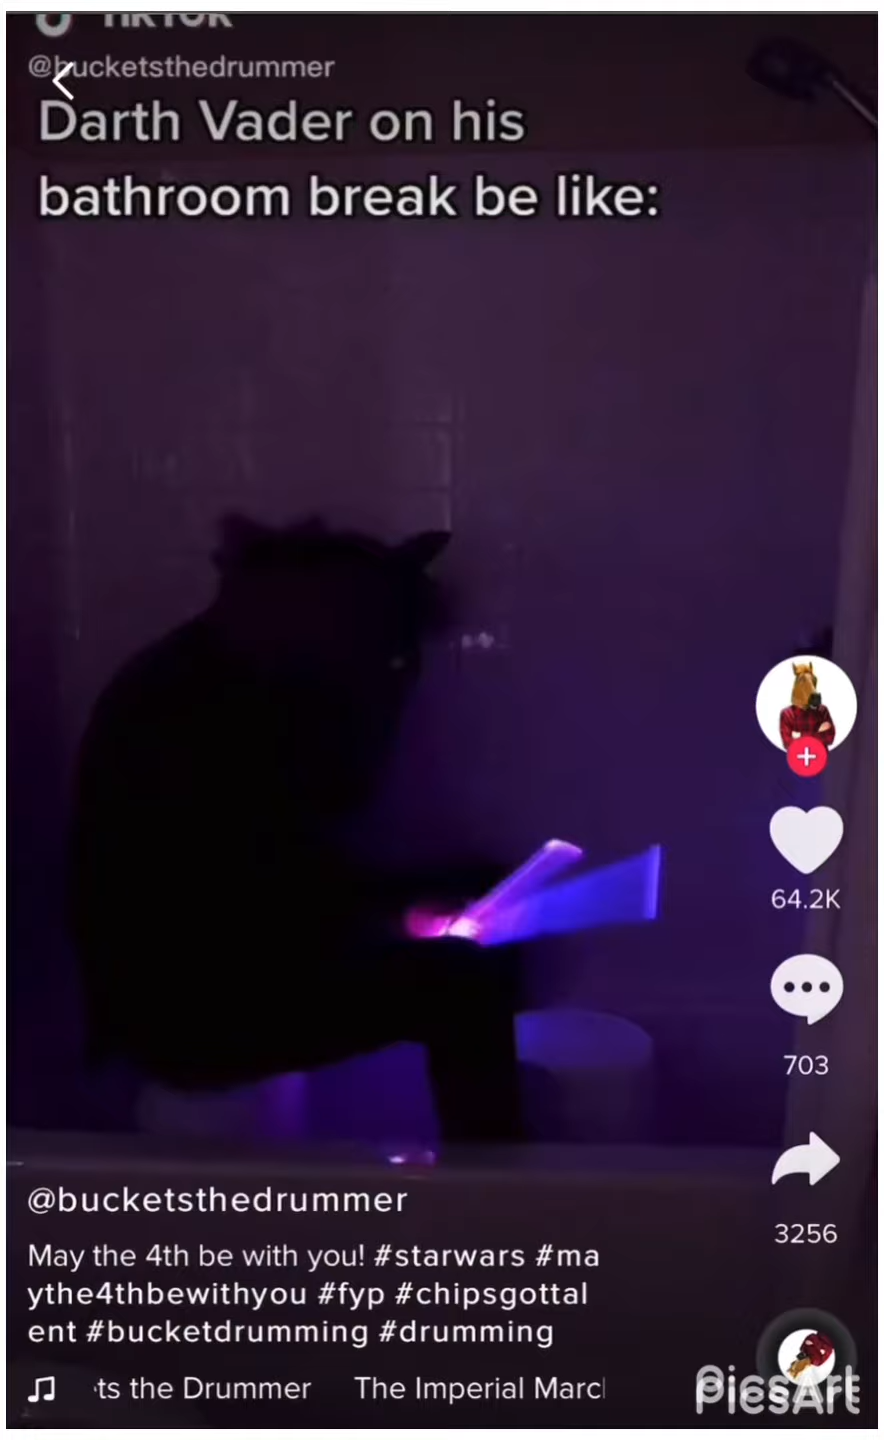 TikTok
@bucketsthedrummer
Darth Vader on his
bathroom break be like:
64.2K
703
3256
@bucketsthedrummer
May the 4th be with you! #starwars #ma
ythe4thbewithyou #fyp #chipsgottal
ent #bucketdrumming #drumming
ts the Drummer The Imperial Marc
PicsArt